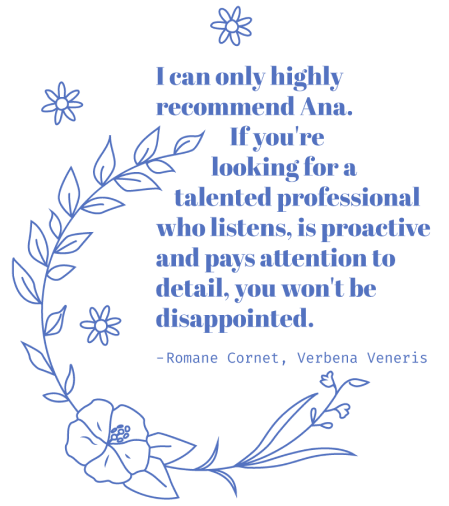 I can only highly
recommend Ana.
If you're
looking for a
talented professional
who listens, is proactive
and pays attention to
detail, you won't be
disappointed.
-Romane Cornet, Verbena Veneris